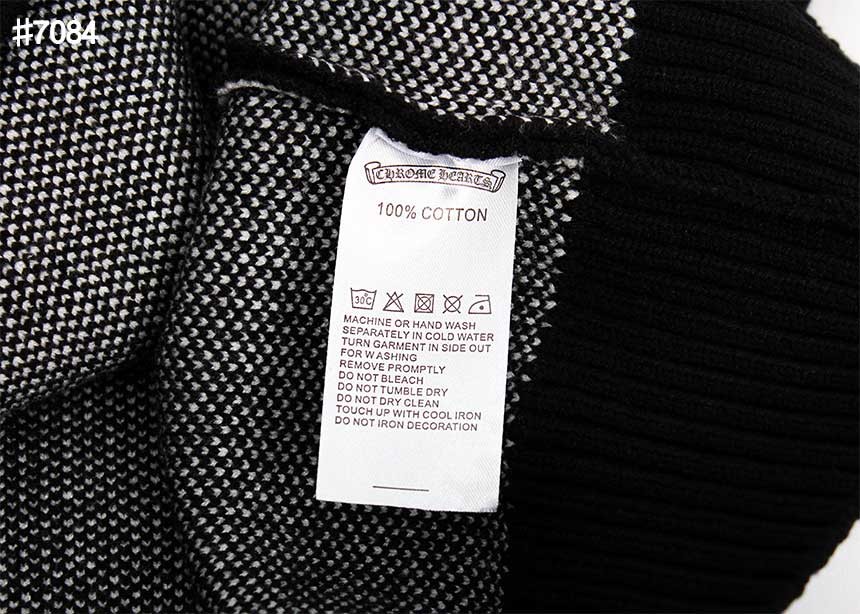 #7084
CHROME HEARTS
100% COTTON
30°C
MACHINE OR HAND WASH
SEPARATELY IN COLD WATER
TURN GARMENT IN SIDE OUT
FOR WASHING
REMOVE PROMPTLY
DO NOT BLEACH
DO NOT TUMBLE DRY
DO NOT DRY CLEAN
TOUCH UP WITH COOL IRON
DO NOT IRON DECORATION